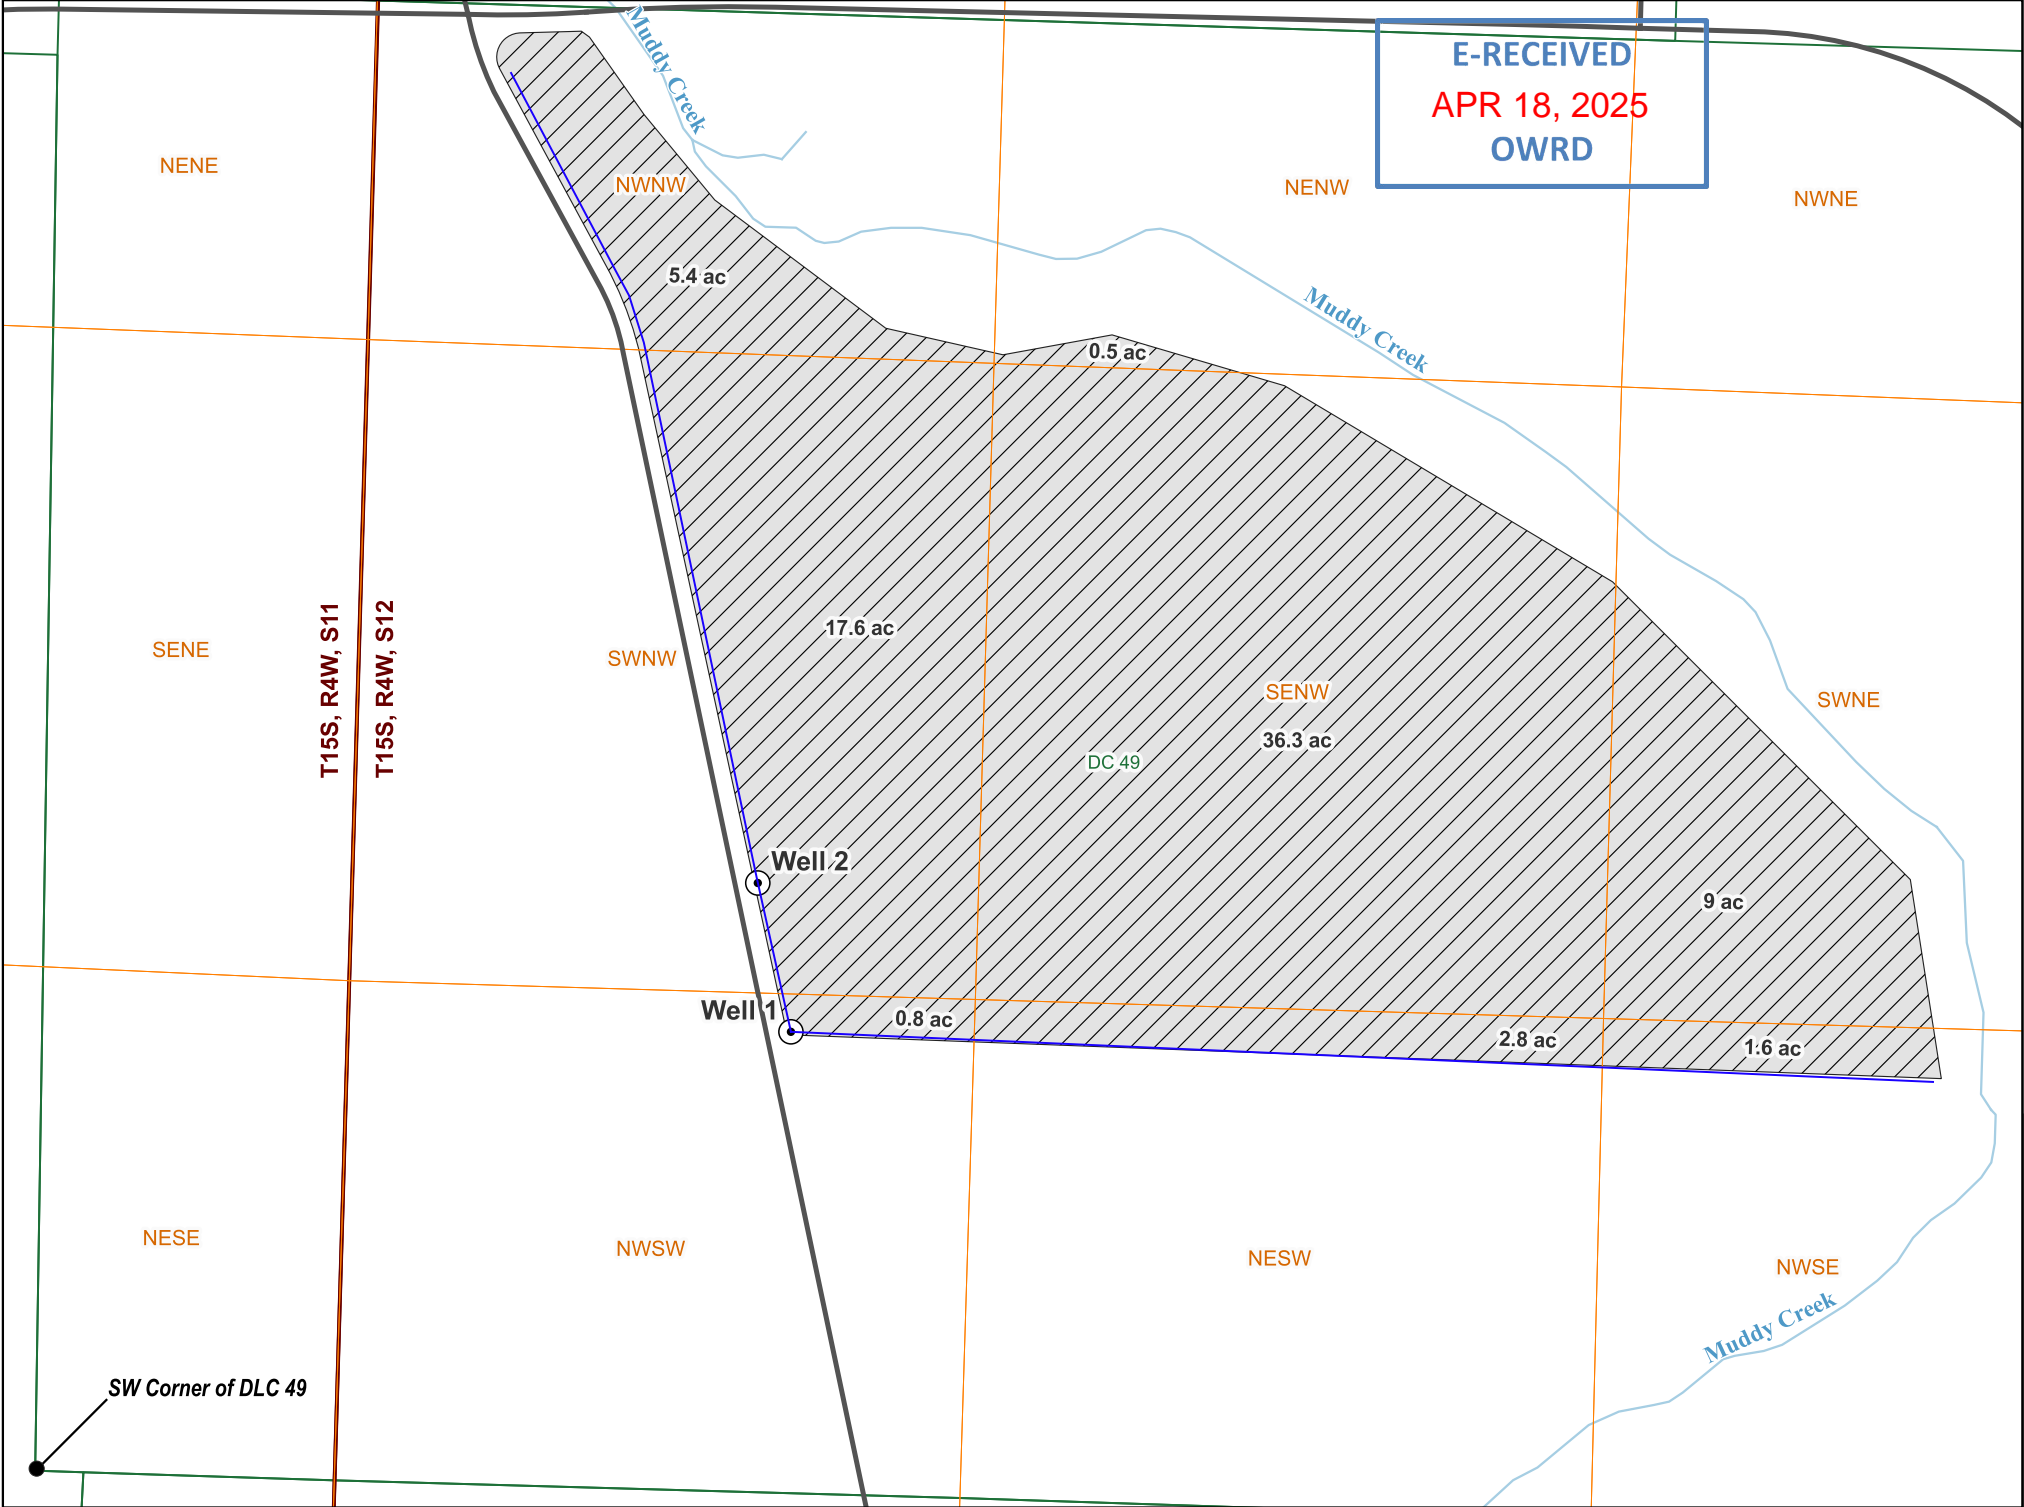 Muddy Creek
E-RECEIVED
APR 18, 2025
OWRD
NENE
NWNW
NENW
NWNE
5.4 ac
Muddy Creek
0.5 ac
T15S, R4W, S11
T15S, R4W, S12
17.6 ac
SENE
SWNW
SENW
SWNE
36.3 ac
DC 49
Well 2
9 ac
Well 1
0.8 ac
2.8 ac
1.6 ac
NESE
NWSW
NESW
NWSE
Muddy Creek
SW Corner of DLC 49